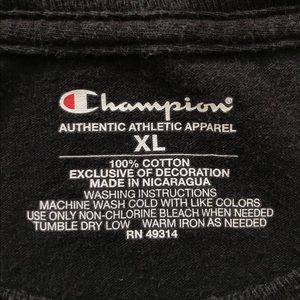 Champion
AUTHENTIC ATHLETIC APPAREL
XL
100% COTTON
EXCLUSIVE OF DECORATION
MADE IN NICARAGUA
WASHING INSTRUCTIONS
MACHINE WASH COLD WITH LIKE COLORS
USE ONLY NON-CHLORINE BLEACH WHEN NEEDED
TUMBLE DRY LOW WARM IRON AS NEEDED
RN 49314